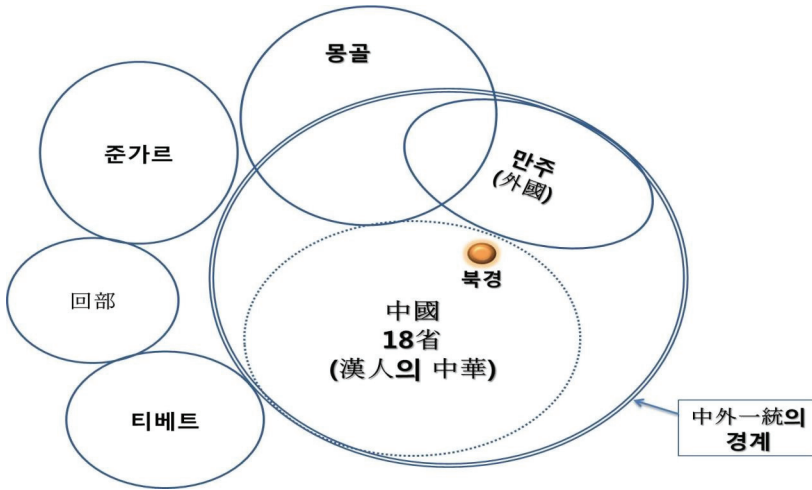 몽골
준가르
만주
(外國)
북경
回部
中國
18省
(漢人의 中華)
티베트
中外一統의
경계